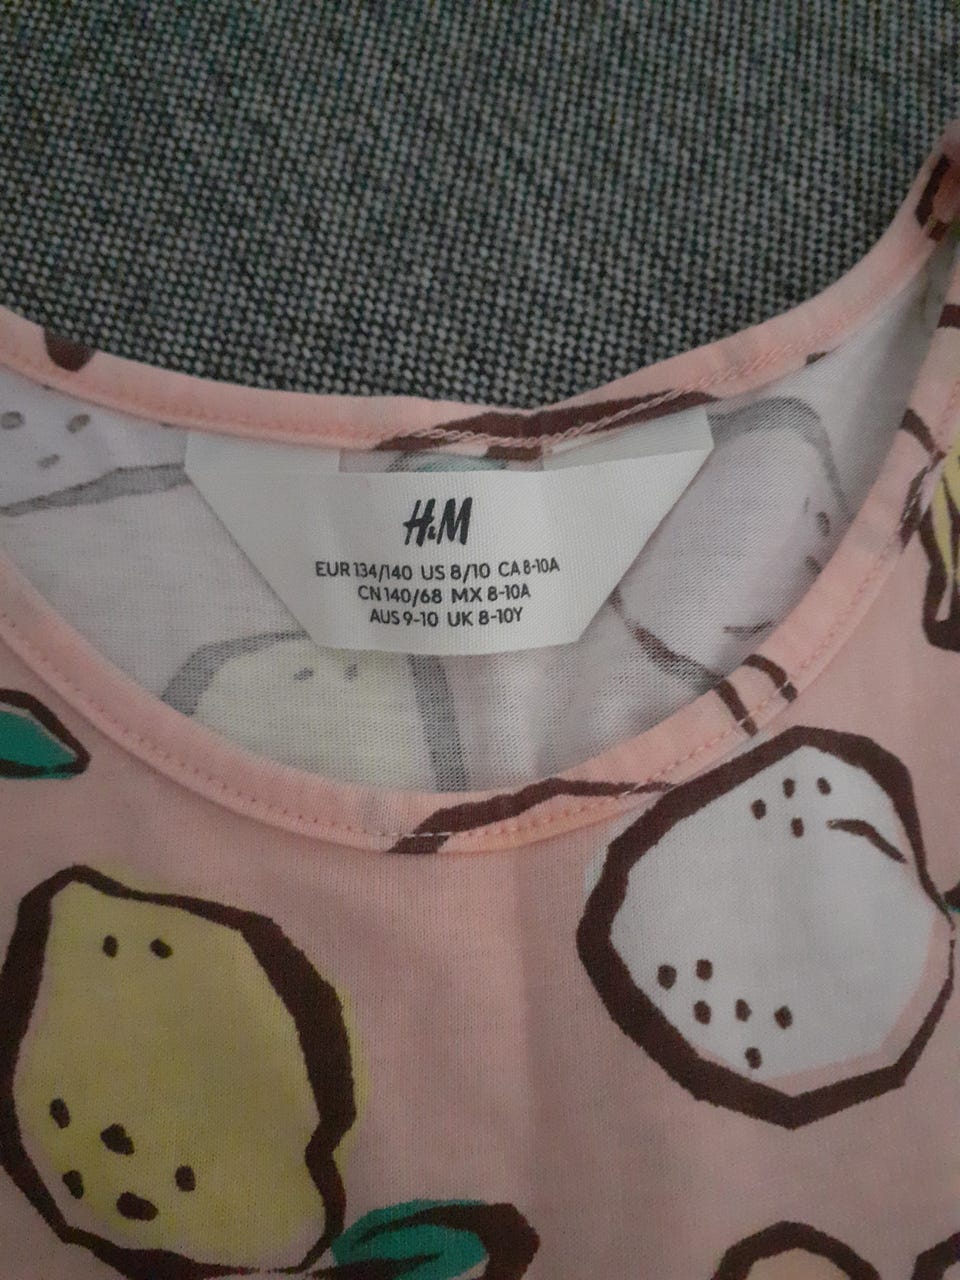 H&M
EUR 134/140 US 8/10 CA 8-10A
CN 140/68 MX 8-10A
AUS 9-10 UK 8-10Y